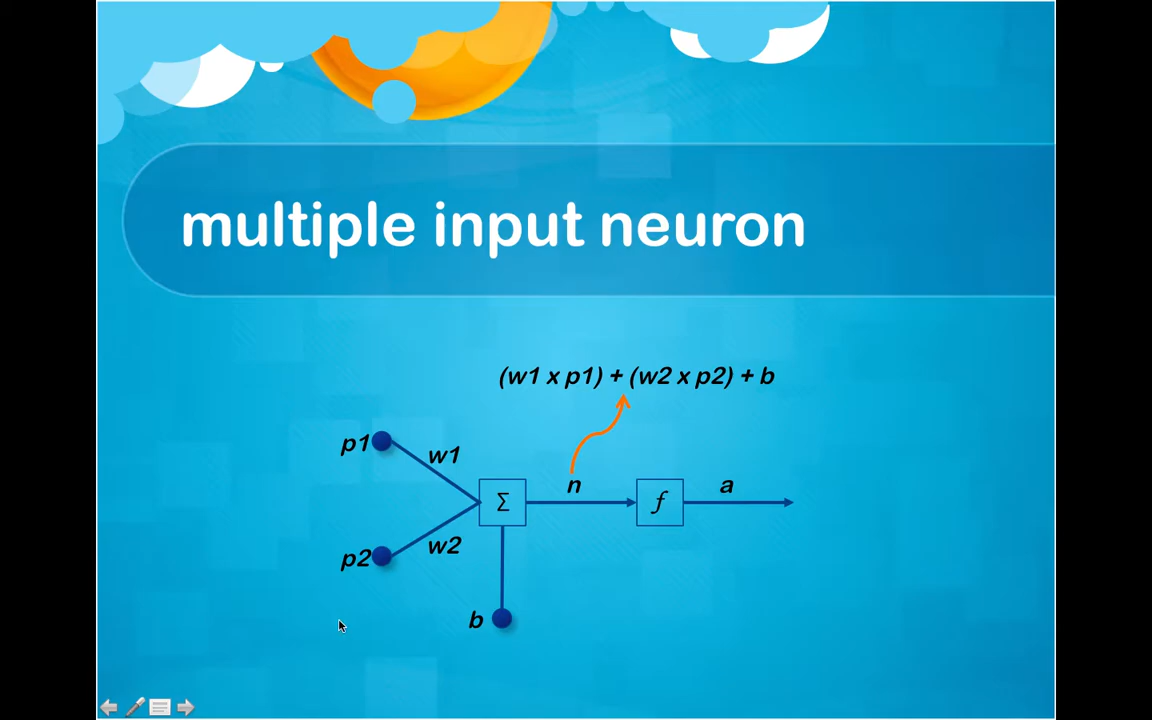 multiple input neuron
(w1 x p1) + (w2 x p2) + b
p1
w1
n
a
Σ
f
p2
w2
b